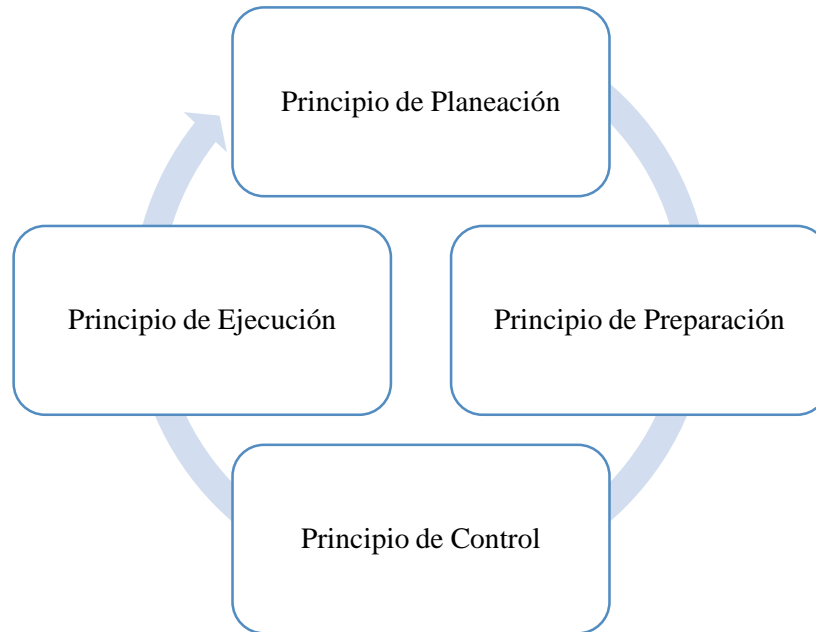 Principio de Planeación
Principio de Ejecución
Principio de Preparación
Principio de Control